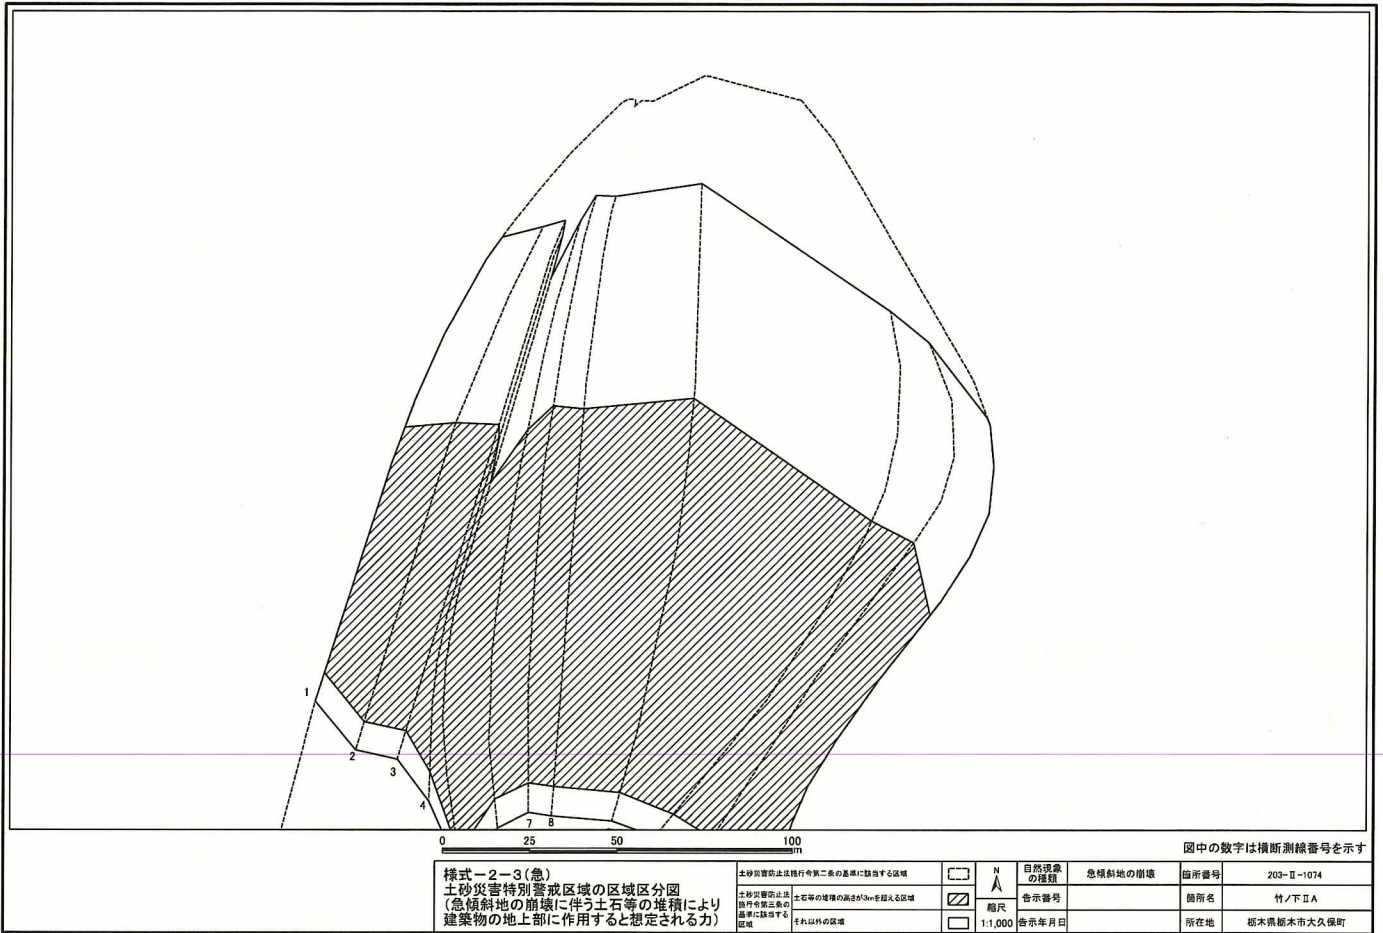 1
2
3
4
7
8
0 25 50 100
m
図中の数字は横断測線番号を示す
様式－２－３(急)
土砂災害特別警戒区域の区域区分図
(急傾斜地の崩壊に伴う土石等の堆積により
建築物の地上部に作用すると想定される力)
土砂災害防止法施行令第二条の基準に該当する区域
土砂災害防止法
施行令第三条の
基準に該当する
区域
土石等の堆積の高さが3mを超える区域
それ以外の区域
N
縮尺
1:1,000
自然現象
の種類
急傾斜地の崩壊
告示番号
告示年月日
箇所番号
203-Ⅱ-1074
箇所名
竹ノ下ⅡA
所在地
栃木県栃木市大久保町